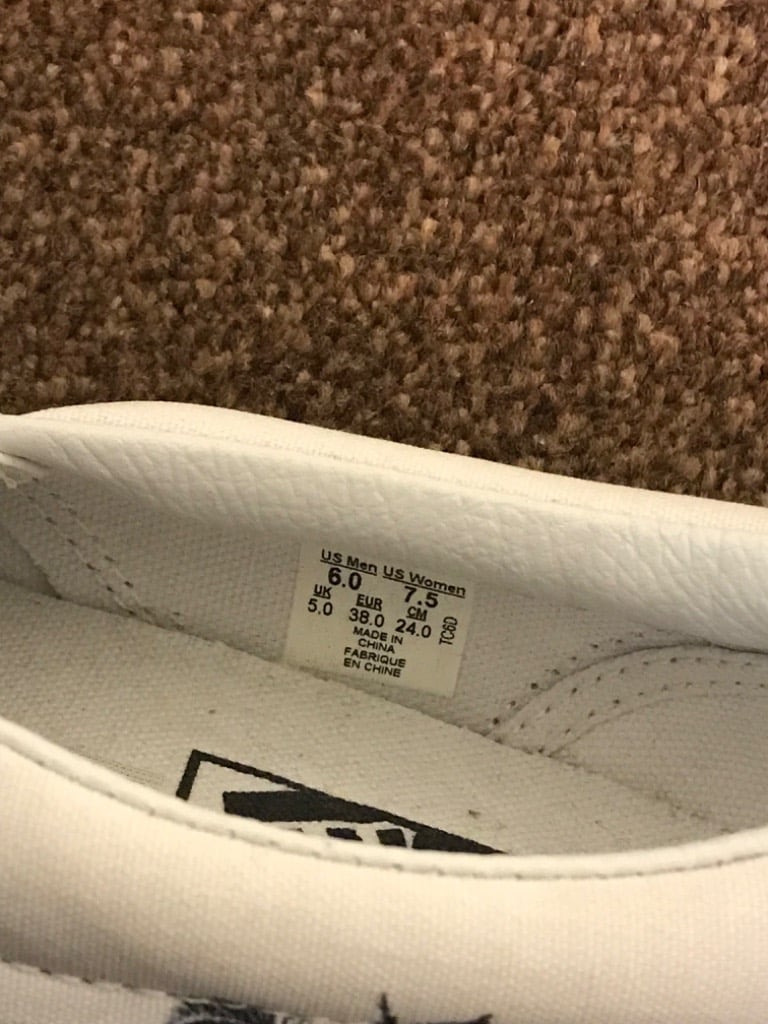 US Men US Women
6.0 7.5
UK EUR CM
5.0 38.0 24.0 TC6D
MADE IN
CHINA
FABRIQUE
EN CHINE